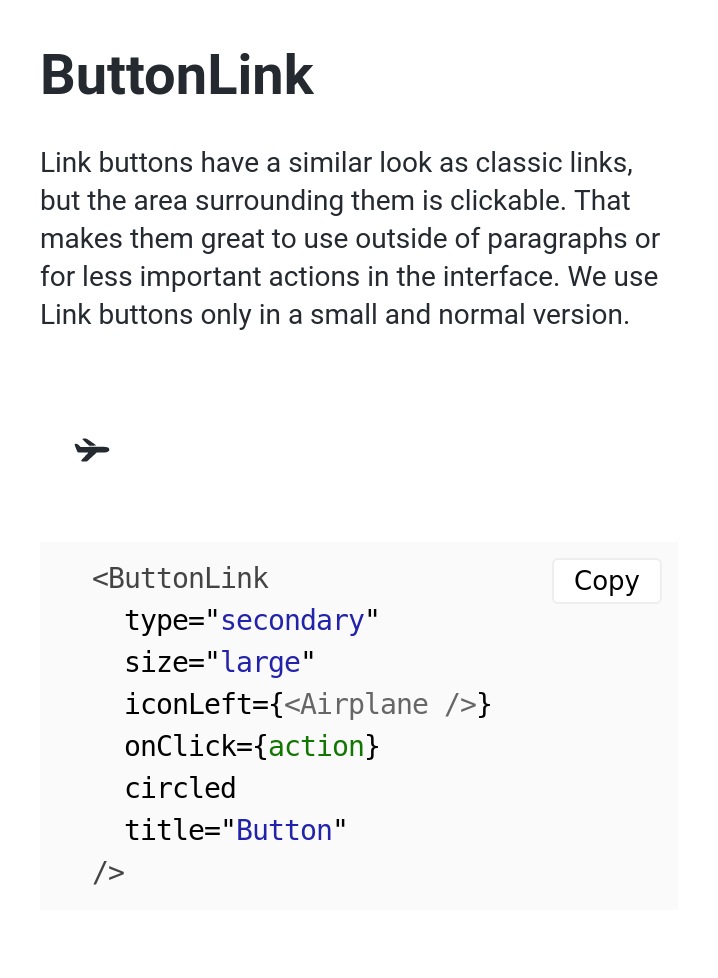 ButtonLink
Link buttons have a similar look as classic links,
but the area surrounding them is clickable. That
makes them great to use outside of paragraphs or
for less important actions in the interface. We use
Link buttons only in a small and normal version.
Copy
<ButtonLink
  type="secondary"
  size="large"
  iconLeft={<Airplane />}
  onClick={action}
  circled
  title="Button"
/>